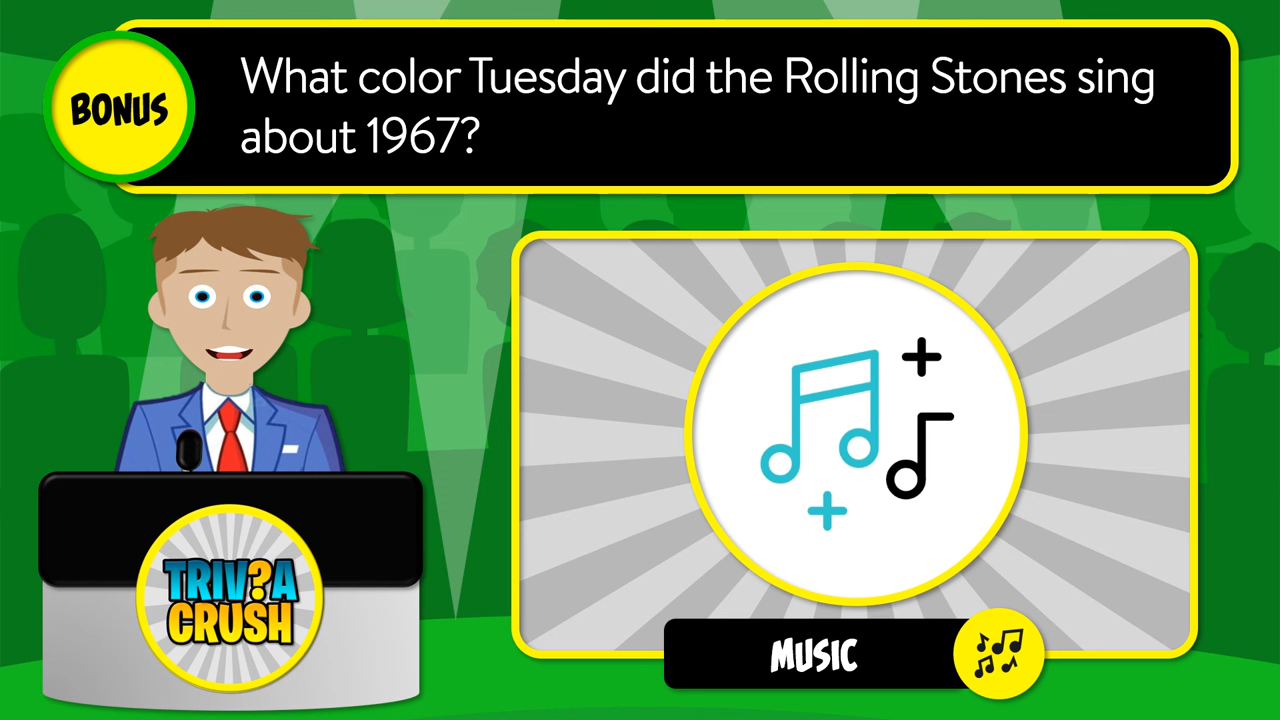 BONUS
What color Tuesday did the Rolling Stones sing
about 1967?
TRIV?A
CRUSH
MUSIC